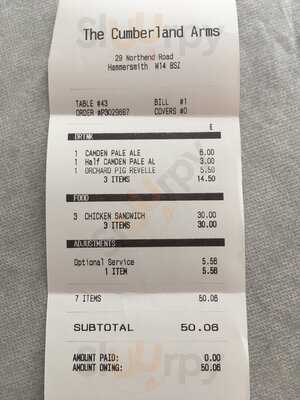 The Cumberland Arms
29 Northend Road
Hammersmith W14 8SZ
TABLE #43 BILL #1
ORDER #P3029667 COVERS #0
£
DRINK
1 CAMDEN PALE ALE 6.00
1 Half CAMDEN PALE AL 3.00
1 ORCHARD PIG REVELLE 5.50
3 ITEMS 14.50
FOOD
3 CHICKEN SANDWICH 30.00
3 ITEMS 30.00
ADJUSTMENTS
Optional Service 5.56
1 ITEM 5.56
7 ITEMS 50.06
SUBTOTAL 50.06
AMOUNT PAID: 0.00
AMOUNT OWING: 50.06
Sluurpy